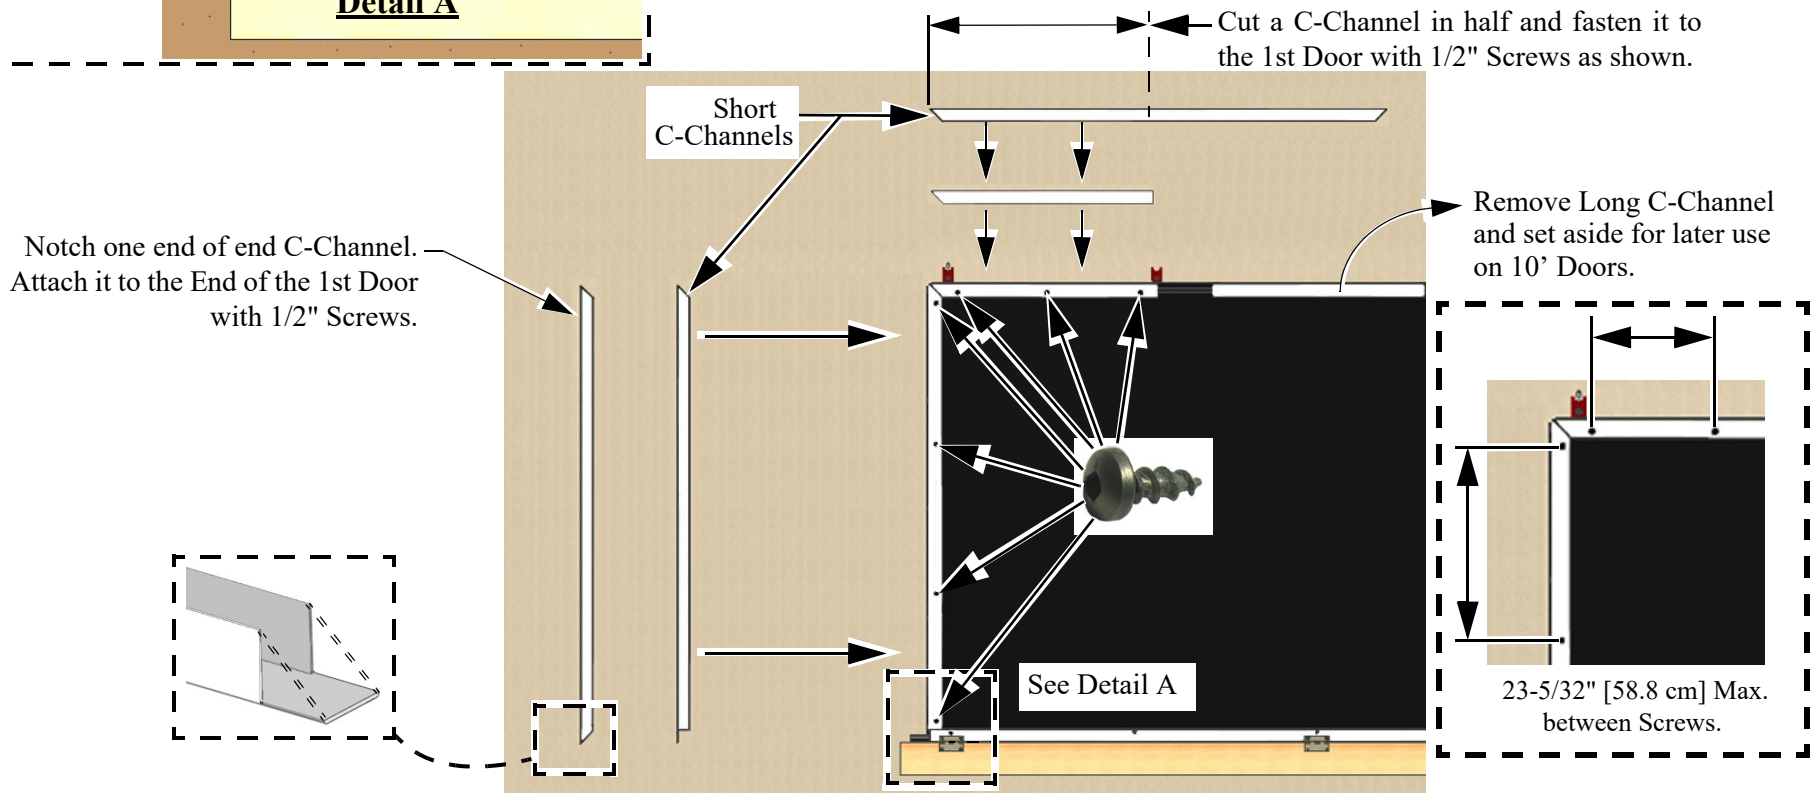 Detail A
Cut a C-Channel in half and fasten it to
the 1st Door with 1/2" Screws as shown.
Short
C-Channels
Remove Long C-Channel
and set aside for later use
on 10’ Doors.
Notch one end of end C-Channel.
Attach it to the End of the 1st Door
with 1/2" Screws.
See Detail A
23-5/32" [58.8 cm] Max.
between Screws.